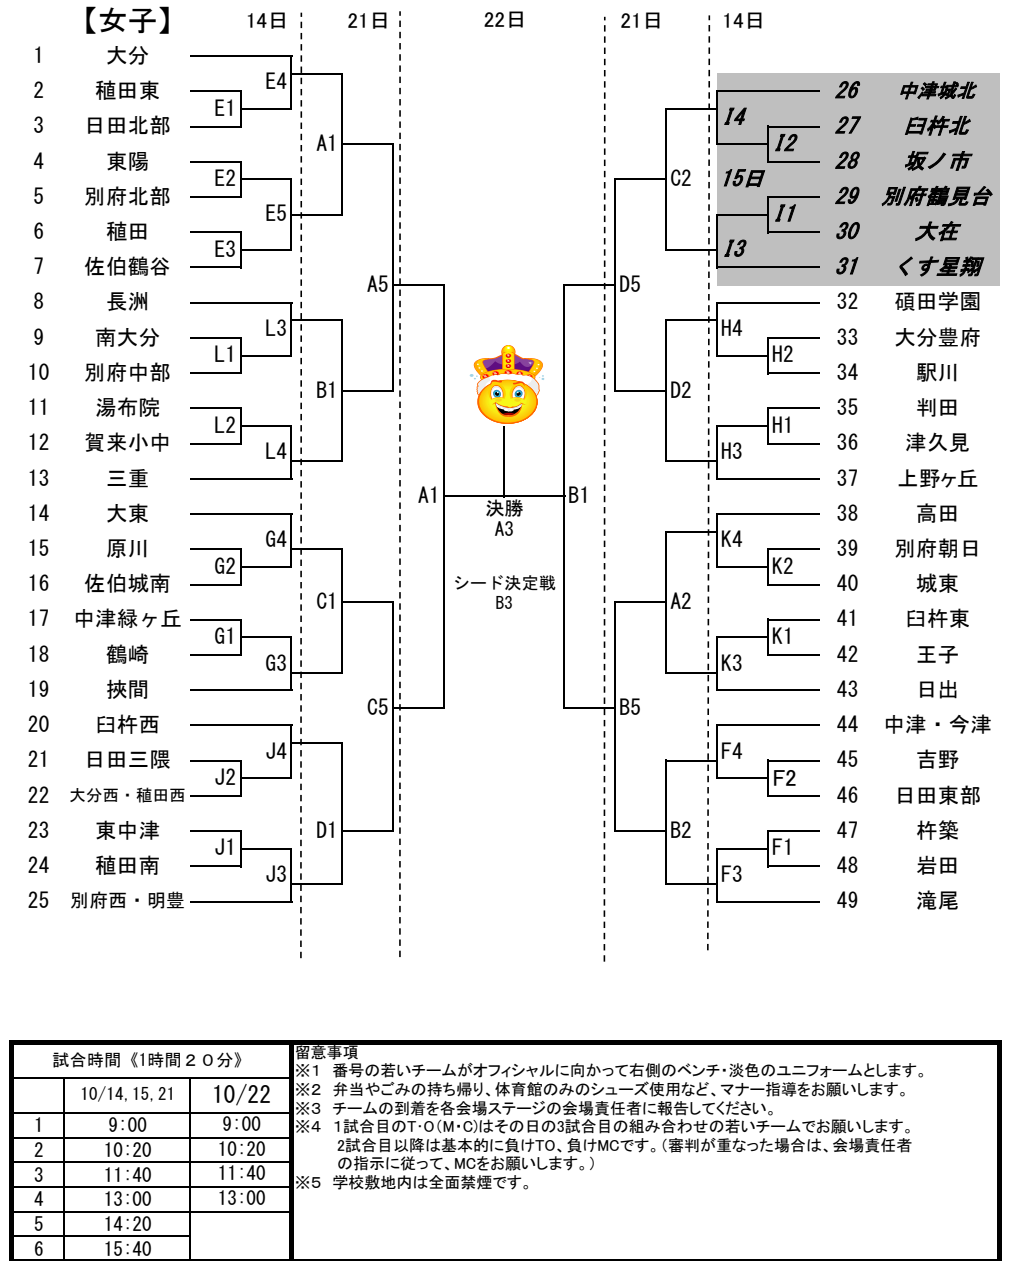 【女子】 14日 21日 22日 21日 14日
1 大分
2 稙田東
3 日田北部
4 東陽
5 別府北部
6 稙田
7 佐伯鶴谷
8 長洲
9 南大分
10 別府中部
11 湯布院
12 賀来小中
13 三重
14 大東
15 原川
16 佐伯城南
17 中津緑ヶ丘
18 鶴崎
19 挾間
20 臼杵西
21 日田三隈
22 大分西・稙田西
23 東中津
24 稙田南
25 別府西・明豊
E4
E1
E2
E5
E3
L3
L1
L2
L4
G4
G2
G1
G3
J4
J2
J1
J3
A1
B1
C1
D1
A5
C5
A1
決勝
A3
シード決定戦
B3
B1
D5
B5
C2
D2
A2
B2
I4
I2
15日
I1
I3
H4
H2
H1
H3
K4
K2
K1
K3
F4
F2
F1
F3
26 中津城北
27 臼杵北
28 坂ノ市
29 別府鶴見台
30 大在
31 くす星翔
32 碩田学園
33 大分豊府
34 駅川
35 判田
36 津久見
37 上野ヶ丘
38 高田
39 別府朝日
40 城東
41 臼杵東
42 王子
43 日出
44 中津・今津
45 吉野
46 日田東部
47 杵築
48 岩田
49 滝尾
試合時間《1時間２０分》
10/14,15,21 10/22
1 9:00 9:00
2 10:20 10:20
3 11:40 11:40
4 13:00 13:00
5 14:20
6 15:40
留意事項
※1 番号の若いチームがオフィシャルに向かって右側のベンチ・淡色のユニフォームとします。
※2 弁当やごみの持ち帰り、体育館のみのシューズ使用など、マナー指導をお願いします。
※3 チームの到着を各会場ステージの会場責任者に報告してください。
※4 1試合目のT・O(M・C)はその日の3試合目の組み合わせの若いチームでお願いします。
2試合目以降は基本的に負けTO、負けMCです。（審判が重なった場合は、会場責任者
の指示に従って、MCをお願いします。）
※5 学校敷地内は全面禁煙です。